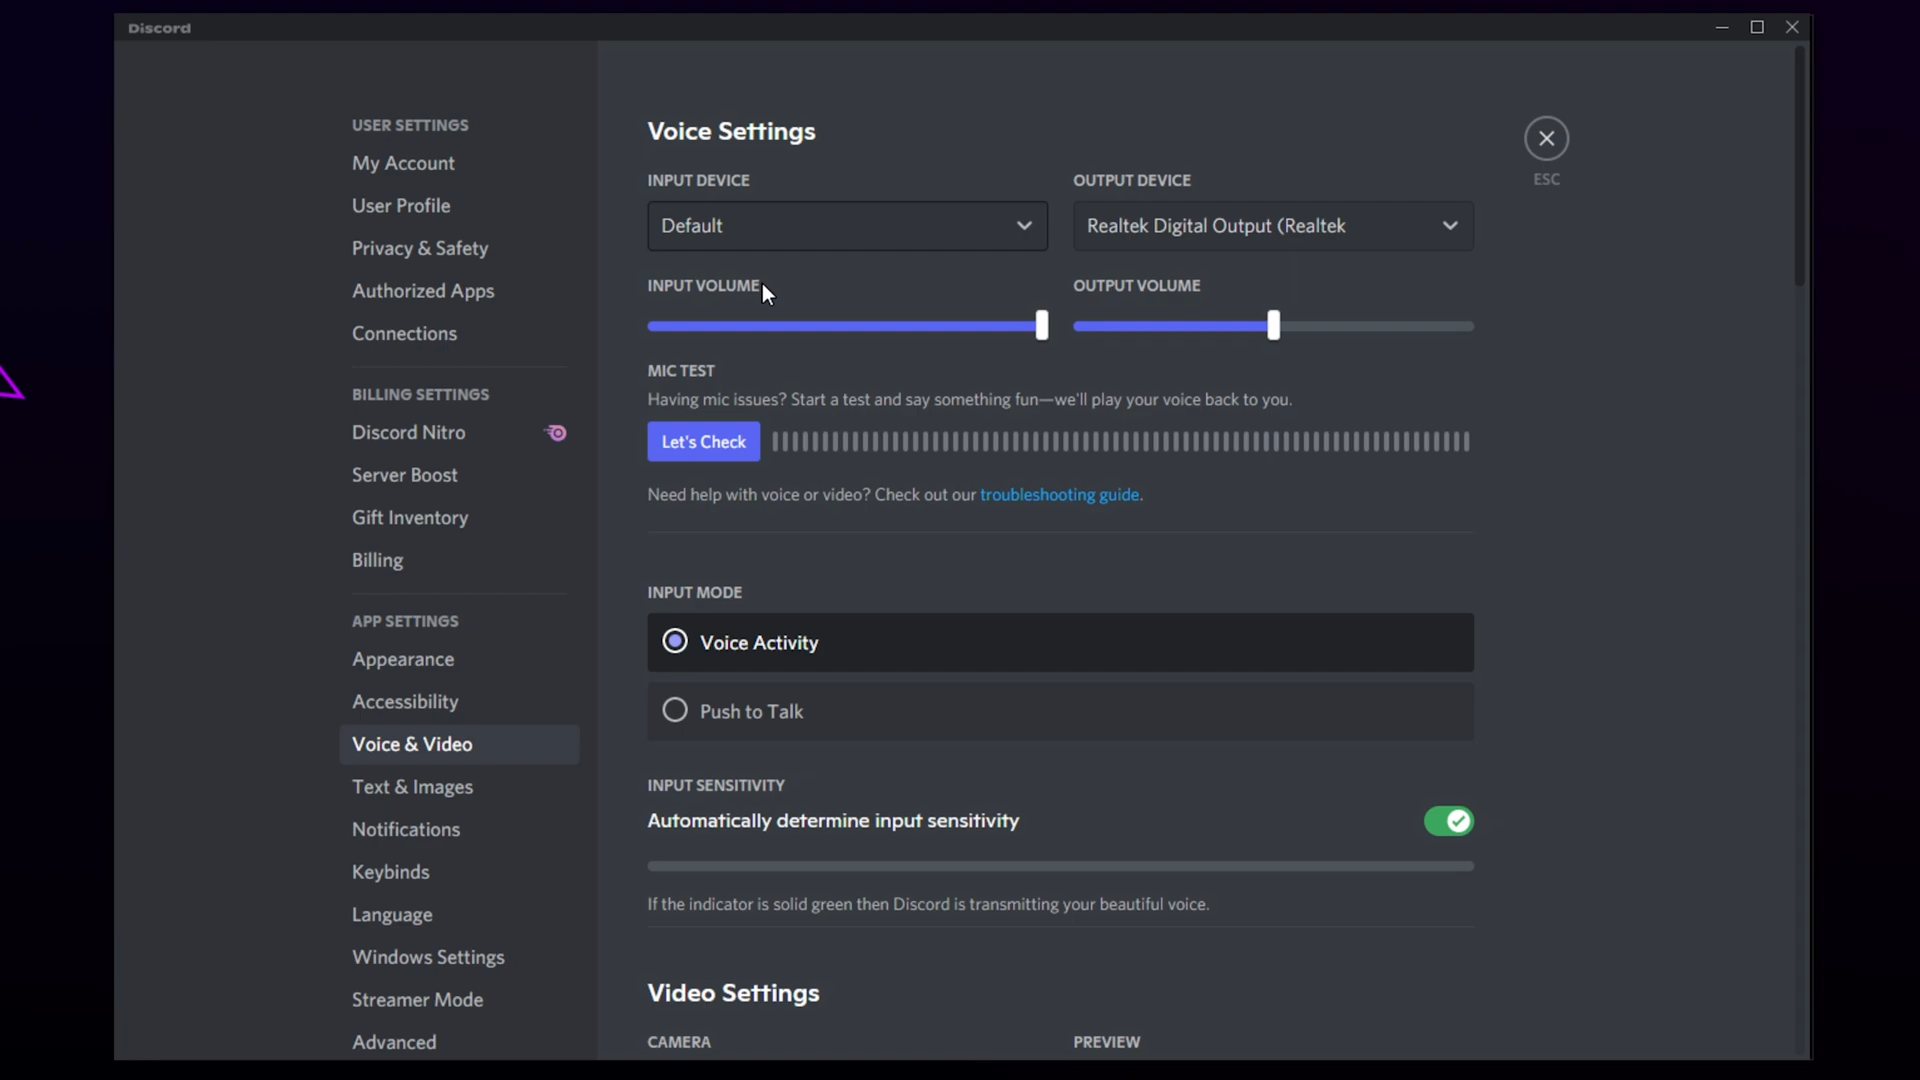 Discord
USER SETTINGS
My Account
User Profile
Privacy & Safety
Authorized Apps
Connections
BILLING SETTINGS
Discord Nitro
Server Boost
Gift Inventory
Billing
APP SETTINGS
Appearance
Accessibility
Voice & Video
Text & Images
Notifications
Keybinds
Language
Windows Settings
Streamer Mode
Advanced
Voice Settings
INPUT DEVICE
Default
OUTPUT DEVICE
Realtek Digital Output (Realtek
INPUT VOLUME
OUTPUT VOLUME
MIC TEST
Having mic issues? Start a test and say something fun—we'll play your voice back to you.
Let's Check
Need help with voice or video? Check out our troubleshooting guide.
INPUT MODE
Voice Activity
Push to Talk
INPUT SENSITIVITY
Automatically determine input sensitivity
If the indicator is solid green then Discord is transmitting your beautiful voice.
Video Settings
CAMERA
PREVIEW
ESC